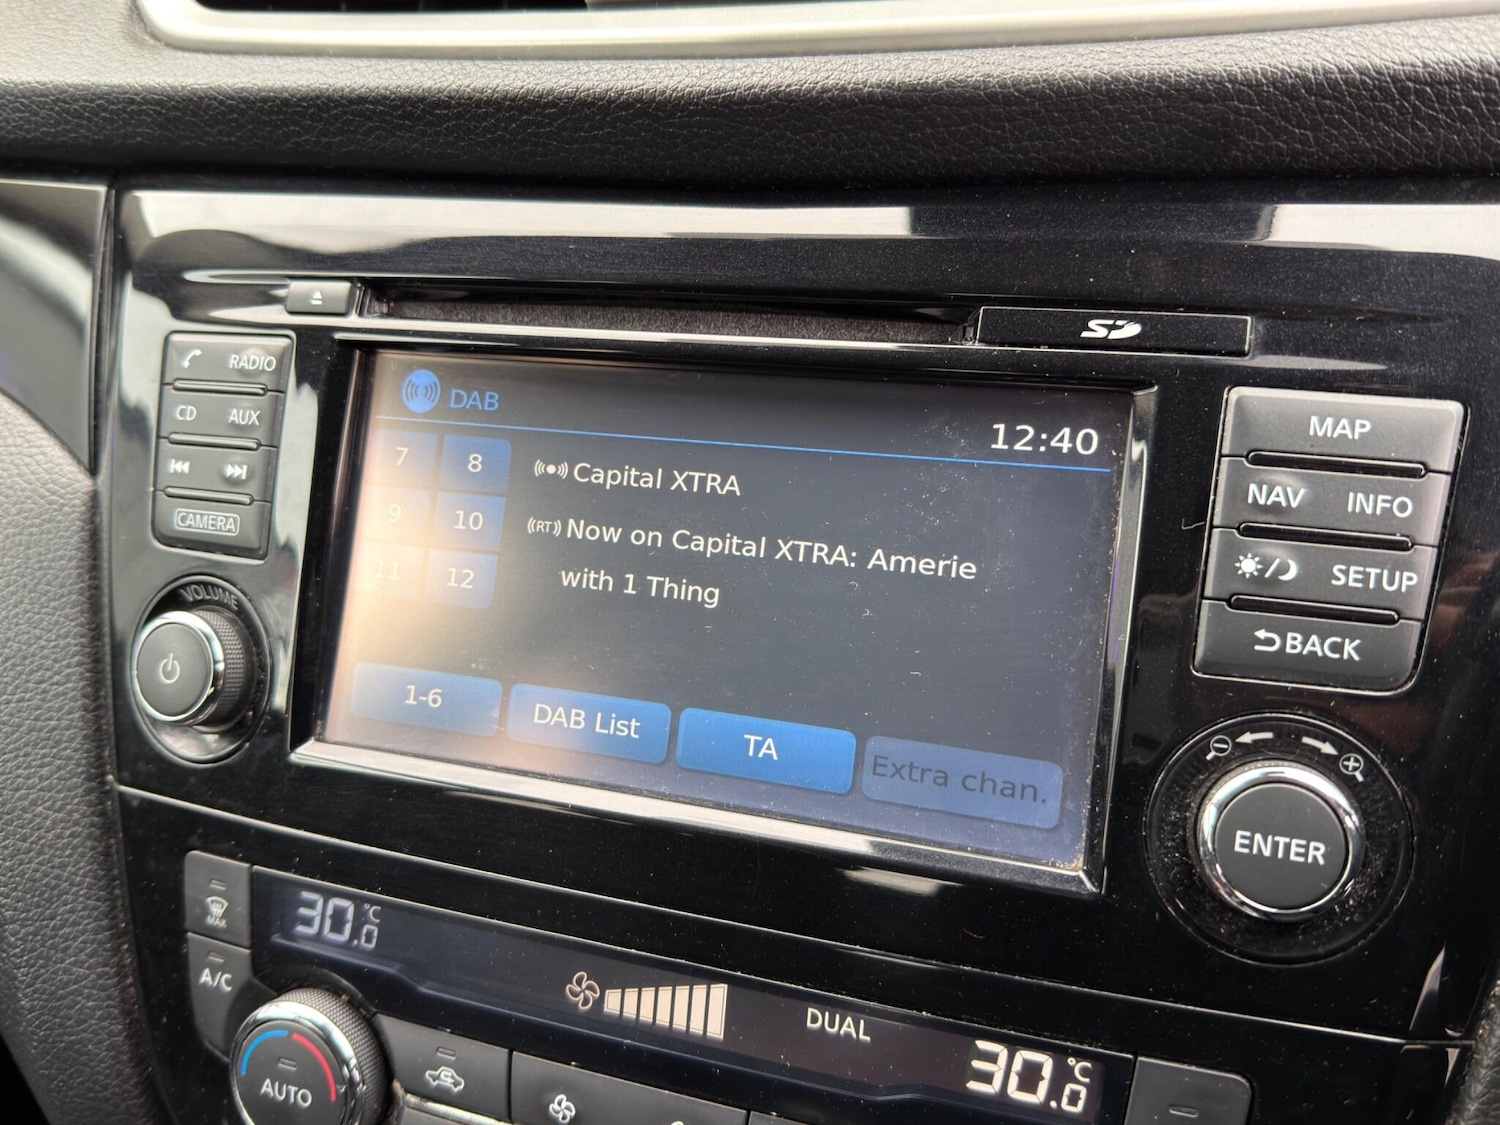 SD
RADIO
CD AUX
CAMERA
VOLUME
DAB
12:40
7 8
9 10
11 12
Capital XTRA
((RT)) Now on Capital XTRA: Amerie
with 1 Thing
1-6
DAB List
TA
Extra chan.
MAP
NAV INFO
SETUP
BACK
ENTER
MAX
A/C
30.0 °C
DUAL
30.0 °C
AUTO